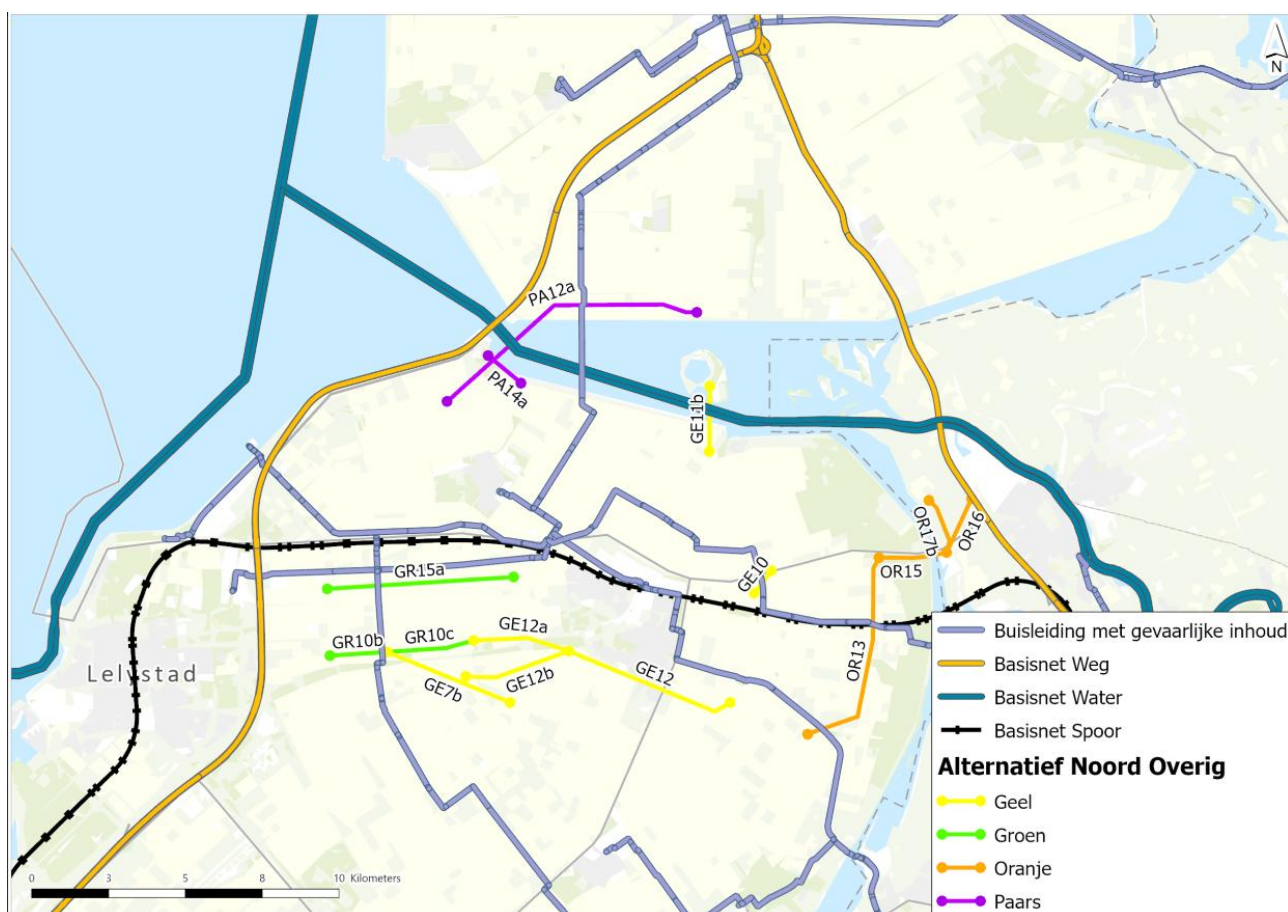 N
PA12a
PA14a
GE11b
OR17b
OR16
GE10
OR15
GR15a
GR10b
GR10c
GE12a
GE12b
GE7b
GE12
OR13
Lelystad
Buisleiding met gevaarlijke inhoud
Basisnet Weg
Basisnet Water
Basisnet Spoor
Alternatief Noord Overig
Geel
Groen
Oranje
Paars
0 3 5 8 10 Kilometers